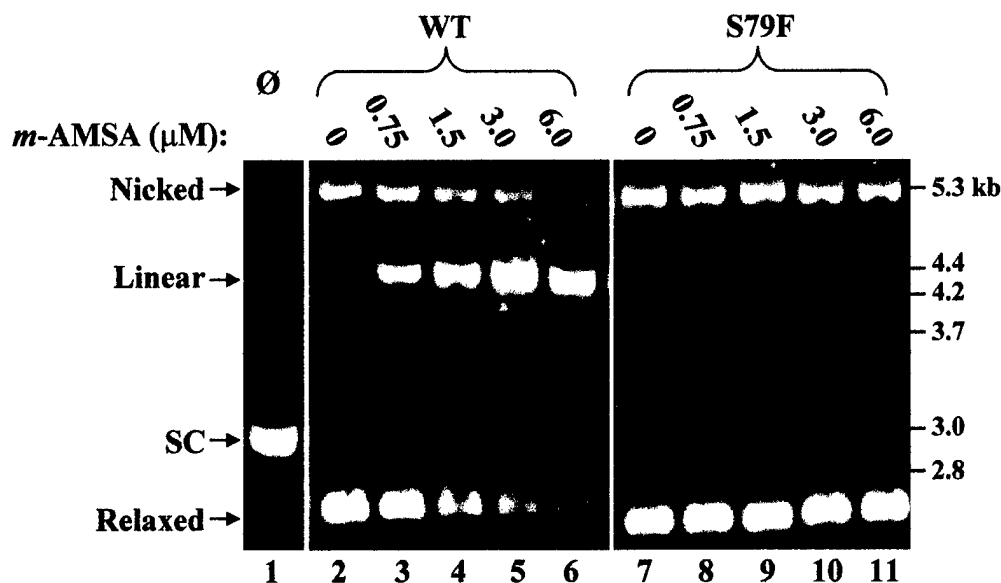 WT S79F
Ø
m-AMSA (µM): 0 0.75 1.5 3.0 6.0 0 0.75 1.5 3.0 6.0
Nicked 5.3 kb
Linear 4.4
4.2
3.7
SC 3.0
2.8
Relaxed
1 2 3 4 5 6 7 8 9 10 11